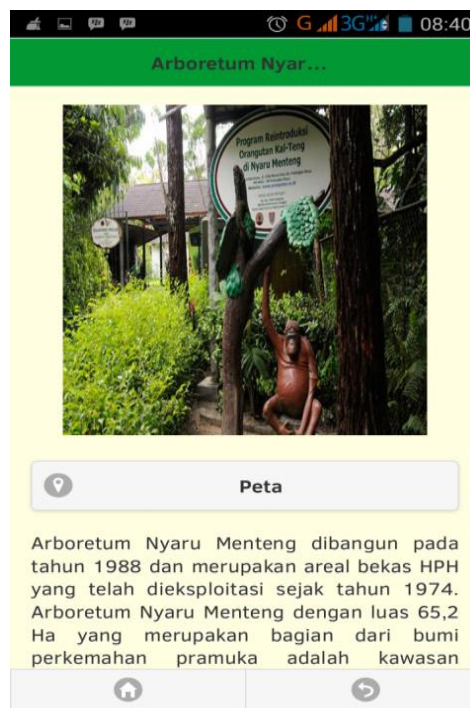 G 3G H+ 08:40
Arboretum Nyar...
Program Reintroduksi
Orangutan Kal-Teng
di Nyaru Menteng
Peta
Arboretum Nyaru Menteng dibangun pada
tahun 1988 dan merupakan areal bekas HPH
yang telah dieksploitasi sejak tahun 1974.
Arboretum Nyaru Menteng dengan luas 65,2
Ha yang merupakan bagian dari bumi
perkemahan pramuka adalah kawasan